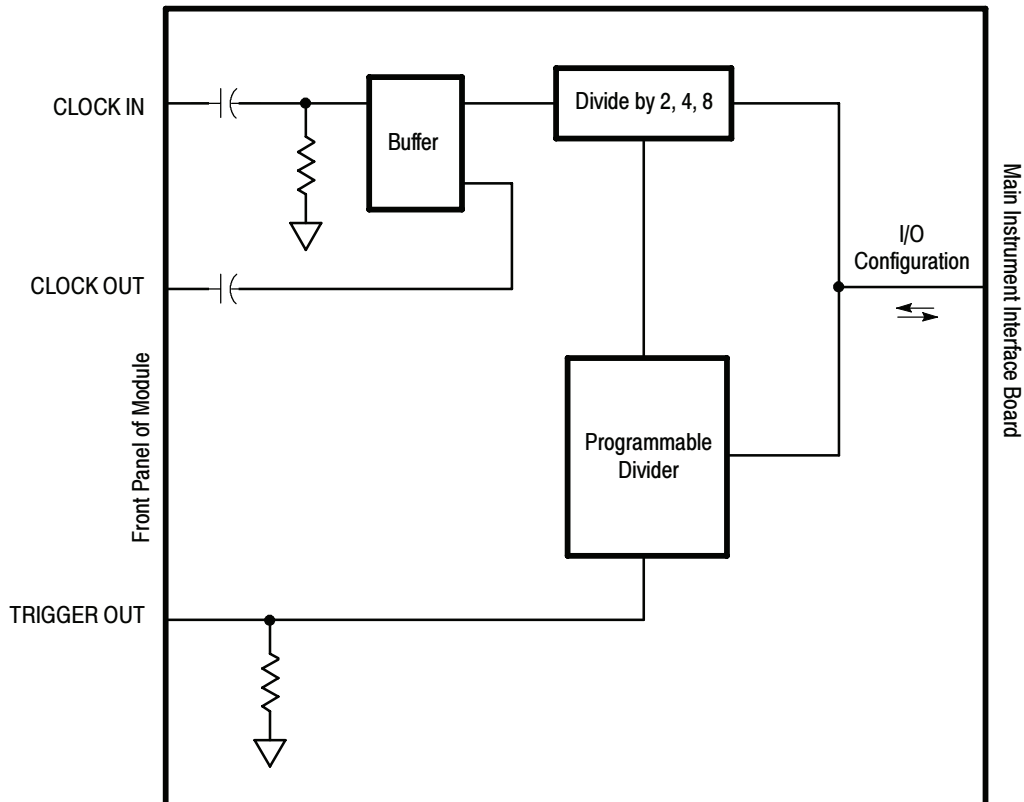 CLOCK IN
Buffer
Divide by 2, 4, 8
CLOCK OUT
I/O
Configuration
Main Instrument Interface Board
Front Panel of Module
Programmable
Divider
TRIGGER OUT